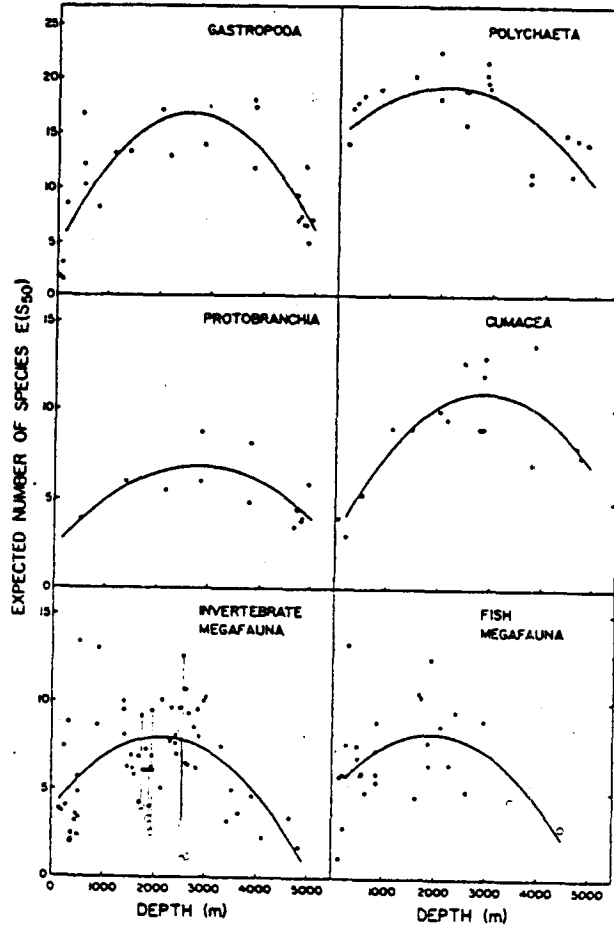 GASTROPODA
POLYCHAETA
25
20
15
10
5
0
PROTOBRANCHIA
CUMACEA
15
10
5
0
INVERTEBRATE
MEGAFAUNA
FISH
MEGAFAUNA
15
10
5
0
EXPECTED NUMBER OF SPECIES E(S50)
0 1000 2000 3000 4000 5000
1000 2000 3000 4000 5000
DEPTH (m)
DEPTH (m)